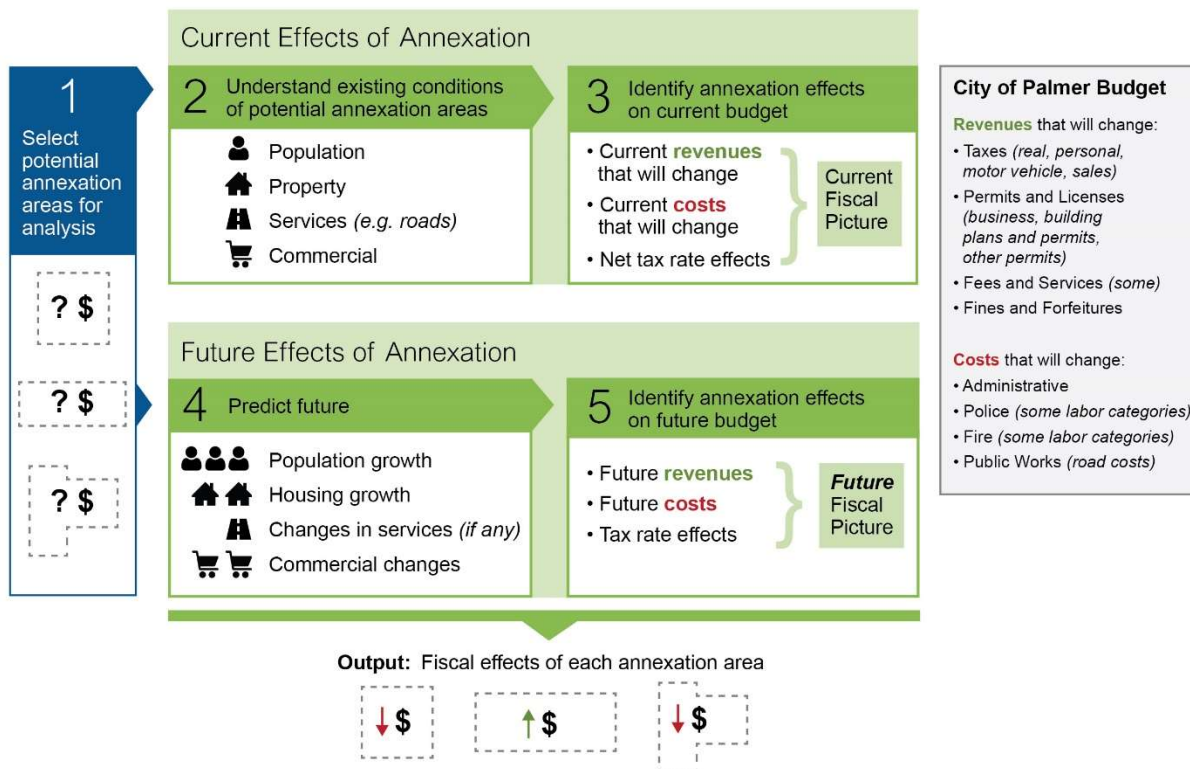 1
Select
potential
annexation
areas for
analysis
? $
? $
? $
Current Effects of Annexation
2
Understand existing conditions
of potential annexation areas
Population
Property
Services (e.g. roads)
Commercial
3
Identify annexation effects
on current budget
• Current revenues
that will change
• Current costs
that will change
• Net tax rate effects
Current
Fiscal
Picture
Future Effects of Annexation
4
Predict future
Population growth
Housing growth
Changes in services (if any)
Commercial changes
5
Identify annexation effects
on future budget
• Future revenues
• Future costs
• Tax rate effects
Future
Fiscal
Picture
City of Palmer Budget
Revenues that will change:
• Taxes (real, personal,
motor vehicle, sales)
• Permits and Licenses
(business, building
plans and permits,
other permits)
• Fees and Services (some)
• Fines and Forfeitures
Costs that will change:
• Administrative
• Police (some labor categories)
• Fire (some labor categories)
• Public Works (road costs)
Output: Fiscal effects of each annexation area
↓ $
↑ $
↓ $